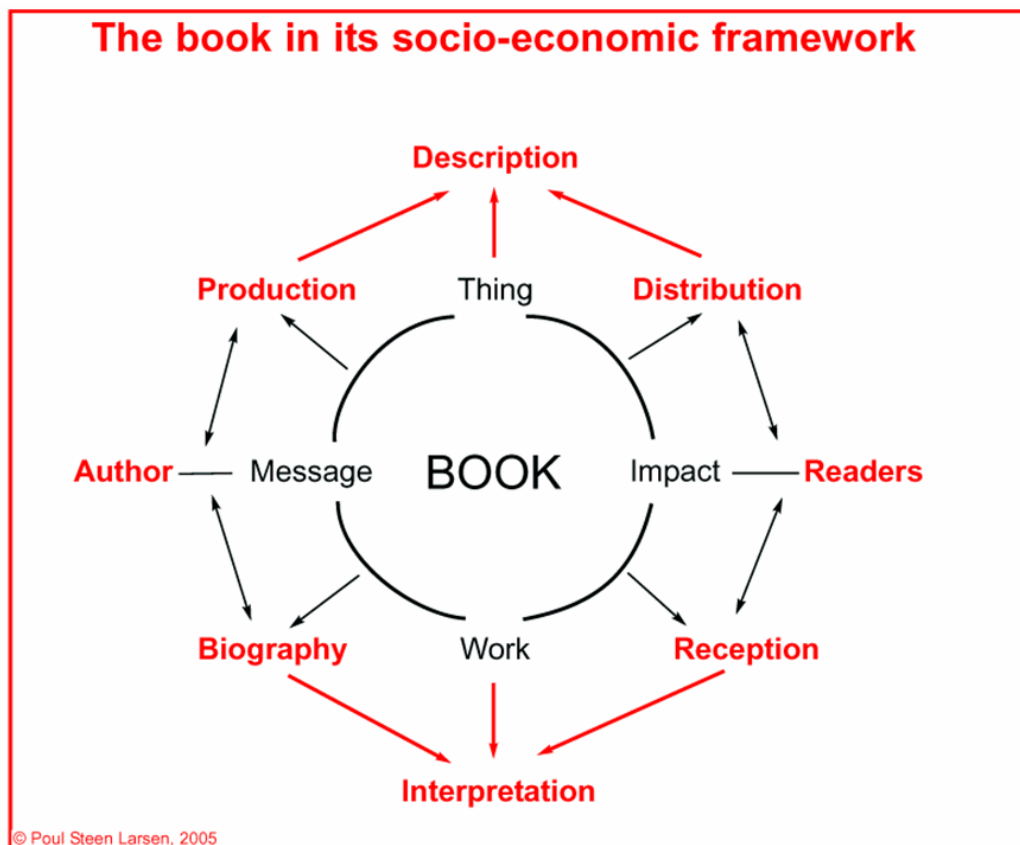 The book in its socio-economic framework
Description
Production Thing Distribution
Author Message BOOK Impact Readers
Biography Work Reception
Interpretation
© Poul Steen Larsen, 2005